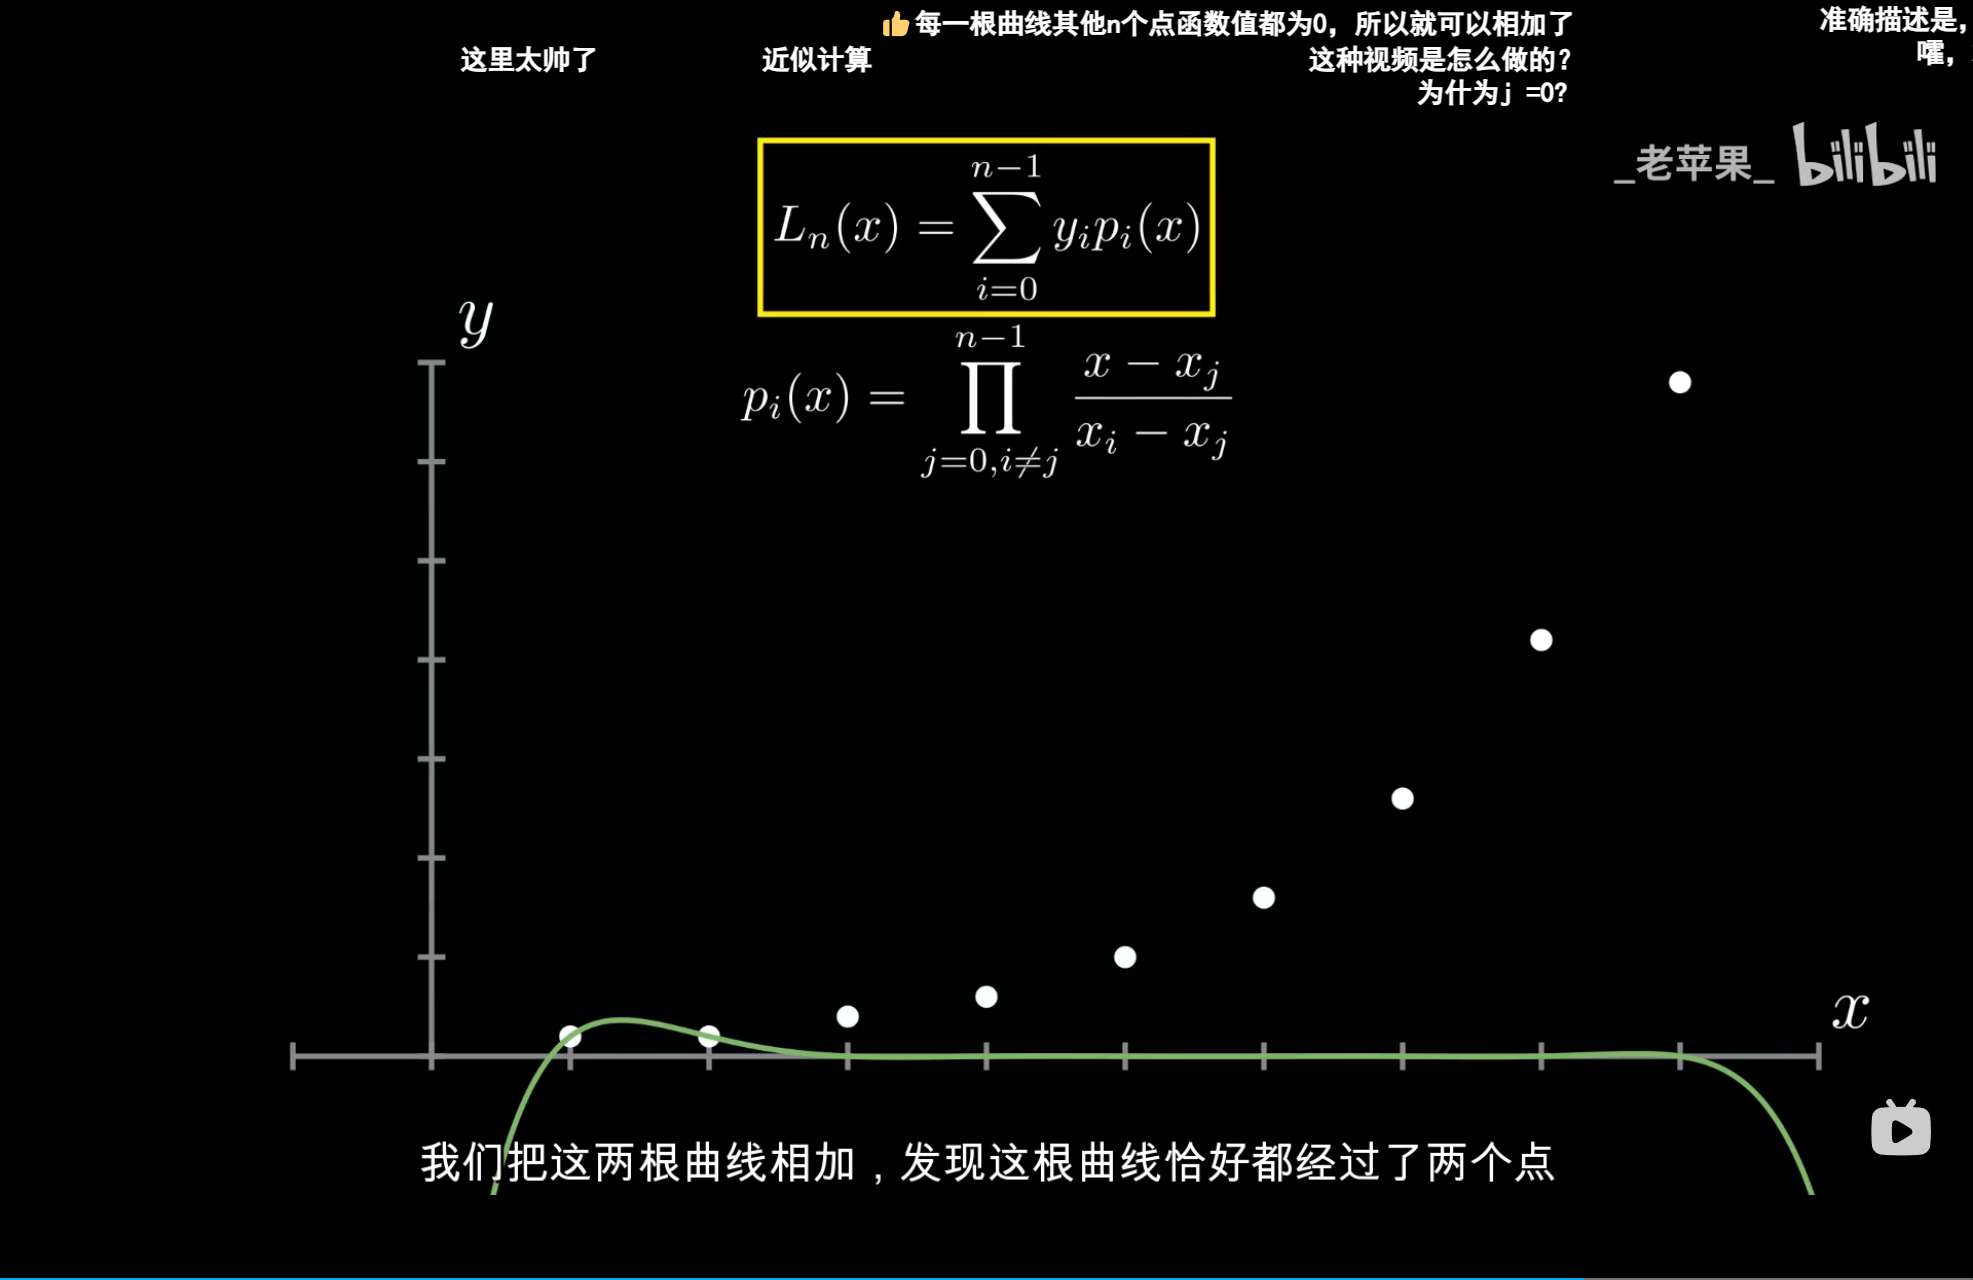 👍每一根曲线其他n个点函数值都为0，所以就可以相加了
准确描述是，
这里太帅了
近似计算
这种视频是怎么做的？
嚯，
为什为j =0?
_老苹果_ bilibili
L_n(x) = \sum_{i=0}^{n-1} y_i p_i(x)
p_i(x) = \prod_{j=0,i≠j}^{n-1} \frac{x - x_j}{x_i - x_j}
y
x
我们把这两根曲线相加，发现这根曲线恰好都经过了两个点